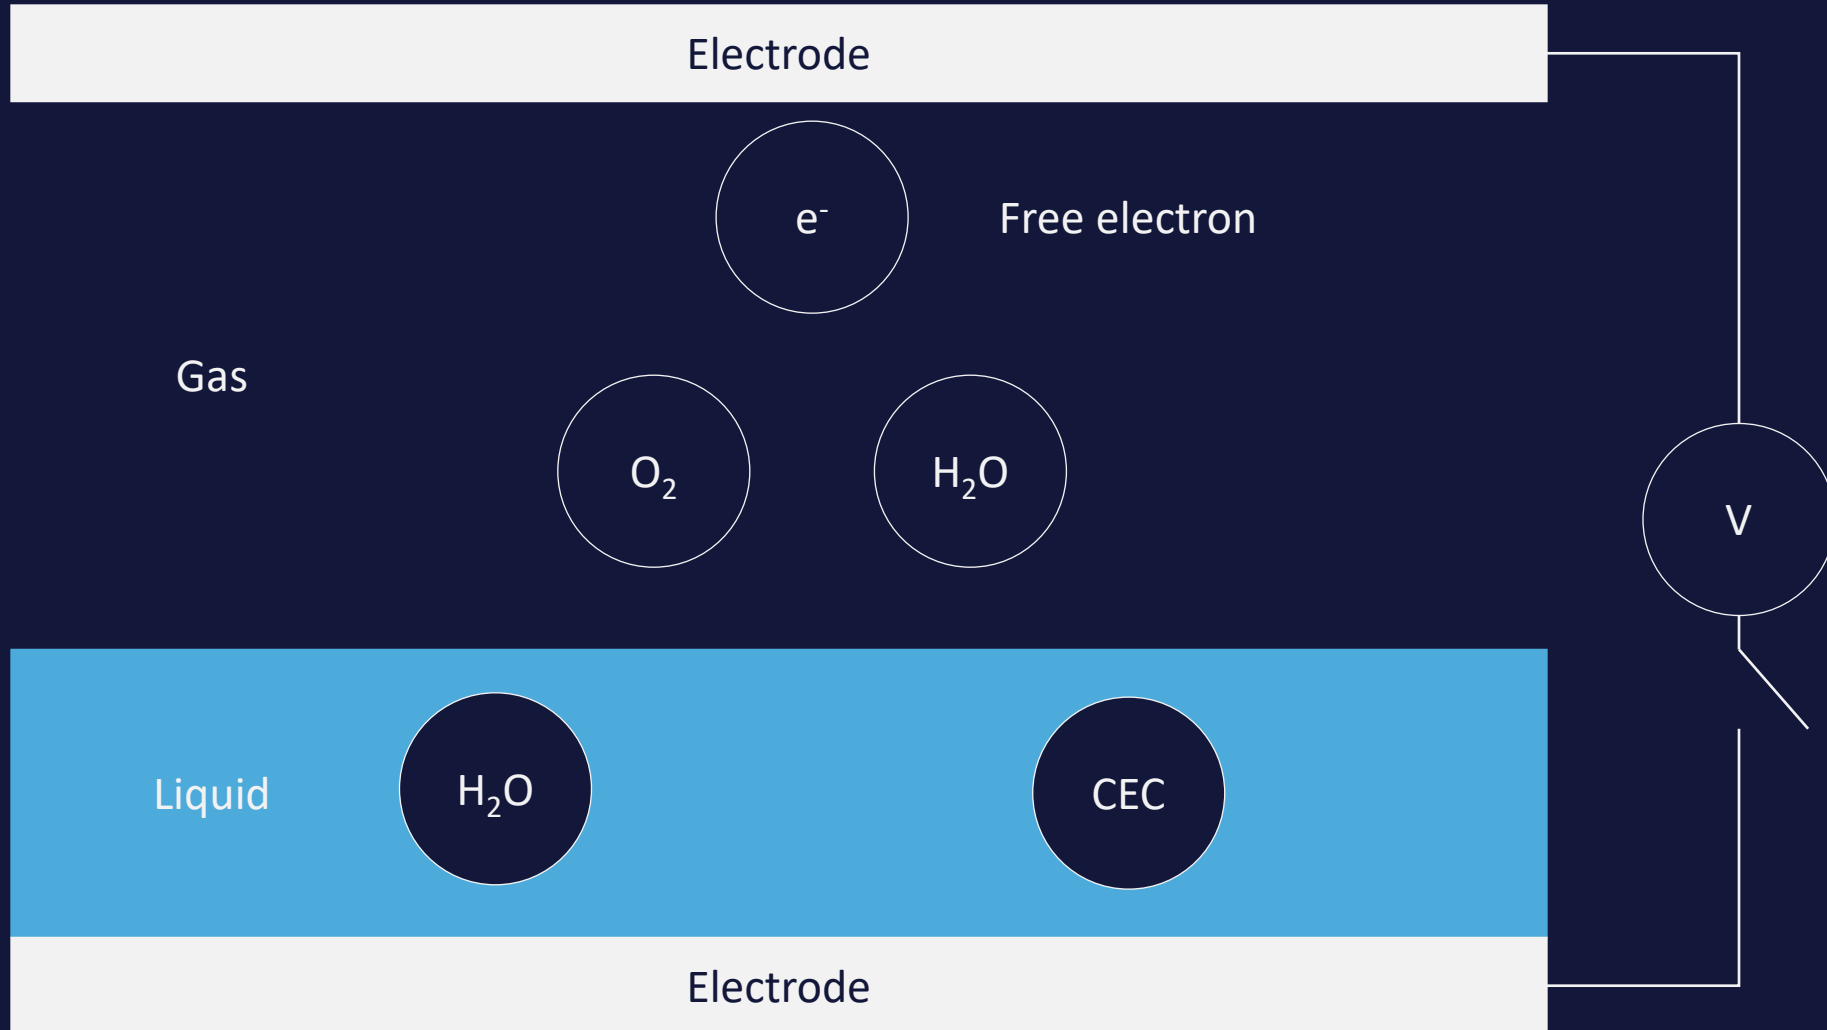 Electrode
e⁻ Free electron
Gas
O₂ H₂O
V
Liquid H₂O CEC
Electrode